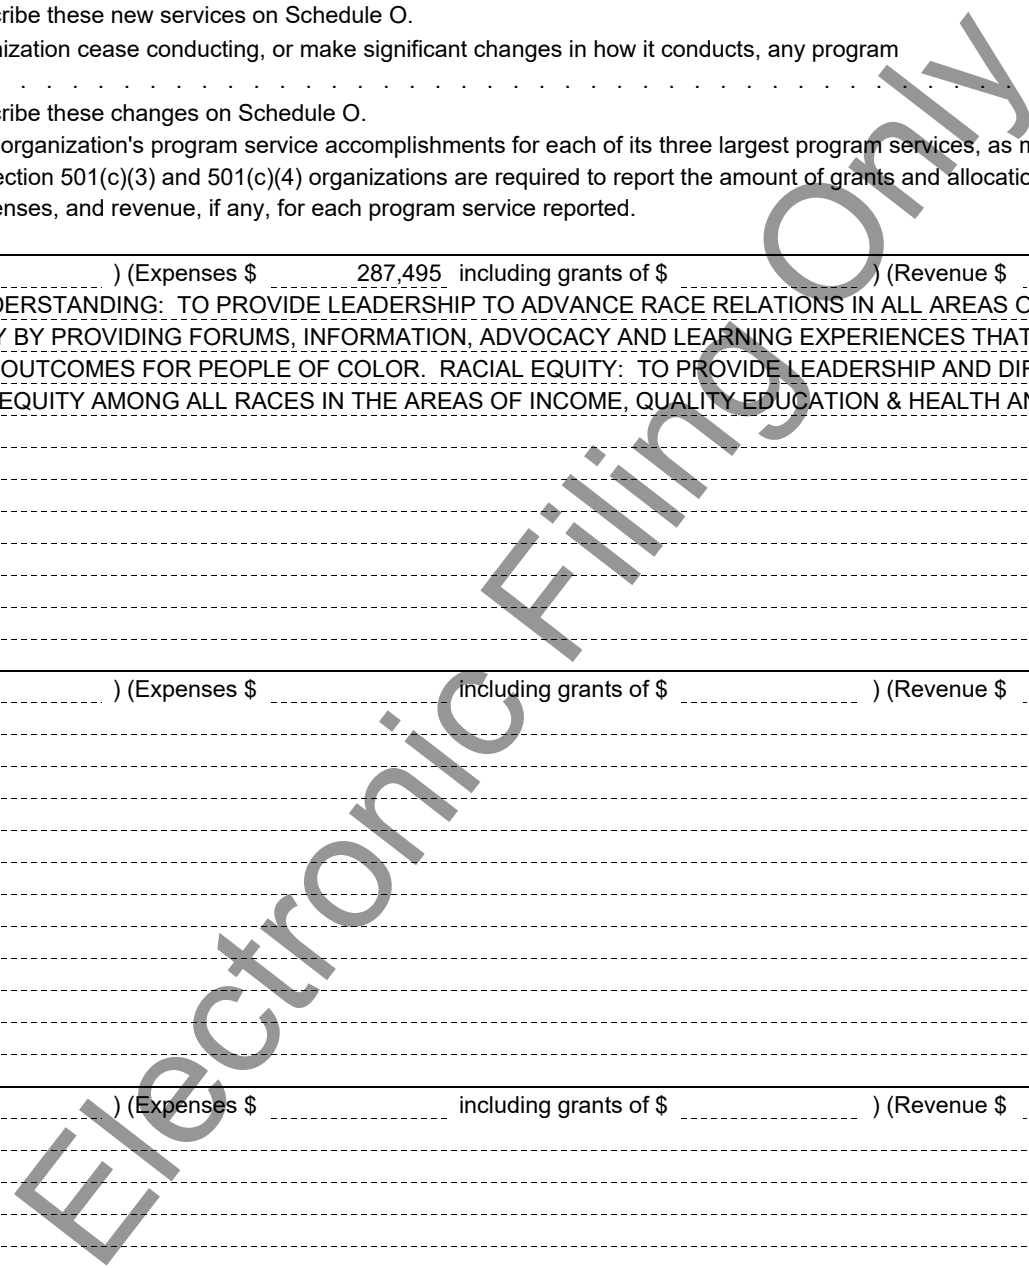 cribe these new services on Schedule O.
nization cease conducting, or make significant changes in how it conducts, any program
. . . . . . . . . . . . . . . . . . . . . . . . . . . . . . . . . . . . . . .
cribe these changes on Schedule O.
organization's program service accomplishments for each of its three largest program services, as m
ection 501(c)(3) and 501(c)(4) organizations are required to report the amount of grants and allocatio
enses, and revenue, if any, for each program service reported.
) (Expenses $ 287,495 including grants of $ ) (Revenue $
DERSTANDING: TO PROVIDE LEADERSHIP TO ADVANCE RACE RELATIONS IN ALL AREAS O
Y BY PROVIDING FORUMS, INFORMATION, ADVOCACY AND LEARNING EXPERIENCES THAT
OUTCOMES FOR PEOPLE OF COLOR. RACIAL EQUITY: TO PROVIDE LEADERSHIP AND DIR
EQUITY AMONG ALL RACES IN THE AREAS OF INCOME, QUALITY EDUCATION & HEALTH AN
) (Expenses $ including grants of $ ) (Revenue $
) (Expenses $ including grants of $ ) (Revenue $
Electronic Filing Only